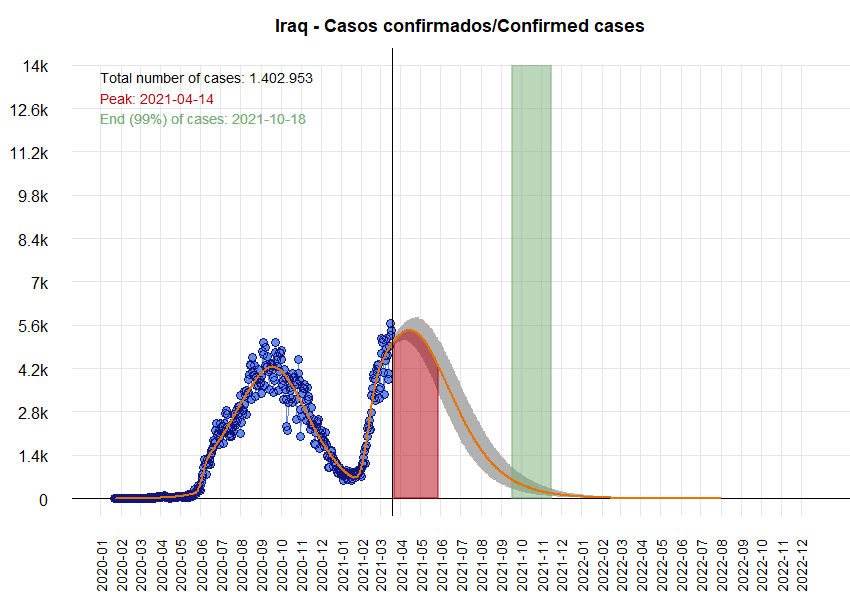 Iraq - Casos confirmados/Confirmed cases
14k
Total number of cases: 1.402.953
Peak: 2021-04-14
12.6k
End (99%) of cases: 2021-10-18
11.2k
9.8k
8.4k
7k
5.6k
4.2k
2.8k
1.4k
0
2020-01
2020-02
2020-03
2020-04
2020-05
2020-06
2020-07
2020-08
2020-09
2020-10
2020-11
2020-12
2021-01
2021-02
2021-03
2021-04
2021-05
2021-06
2021-07
2021-08
2021-09
2021-10
2021-11
2021-12
2022-01
2022-02
2022-03
2022-04
2022-05
2022-06
2022-07
2022-08
2022-09
2022-10
2022-11
2022-12